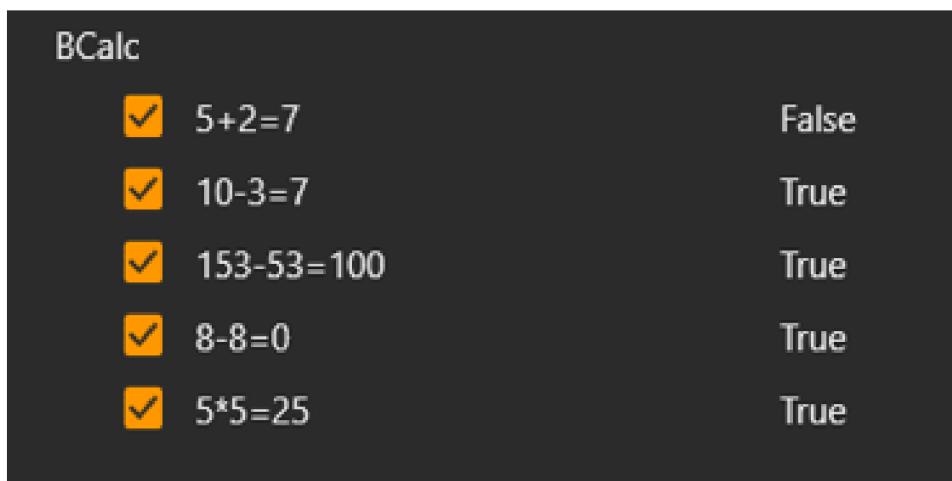 BCalc
5+2=7 False
10-3=7 True
153-53=100 True
8-8=0 True
5*5=25 True